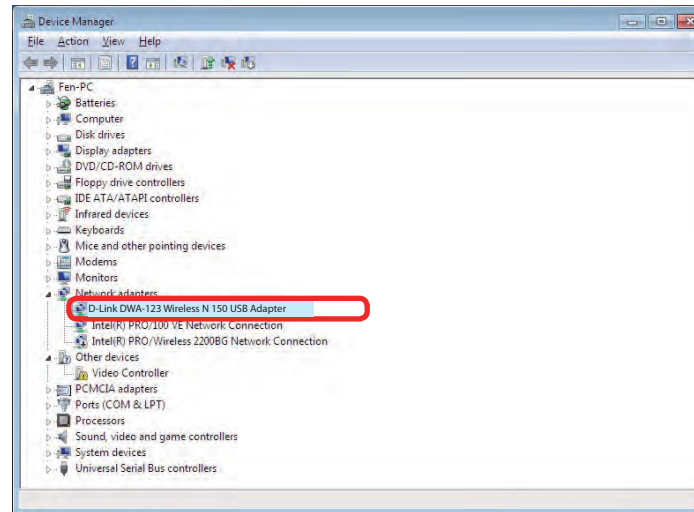 Device Manager
File Action View Help
Fen-PC
Batteries
Computer
Disk drives
Display adapters
DVD/CD-ROM drives
Floppy drive controllers
IDE ATA/ATAPI controllers
Infrared devices
Keyboards
Mice and other pointing devices
Modems
Monitors
Network adapters
D-Link DWA-123 Wireless N 150 USB Adapter
Intel(R) PRO/100 VE Network Connection
Intel(R) PRO/Wireless 2200BG Network Connection
Other devices
Video Controller
PCMCIA adapters
Ports (COM & LPT)
Processors
Sound, video and game controllers
System devices
Universal Serial Bus controllers